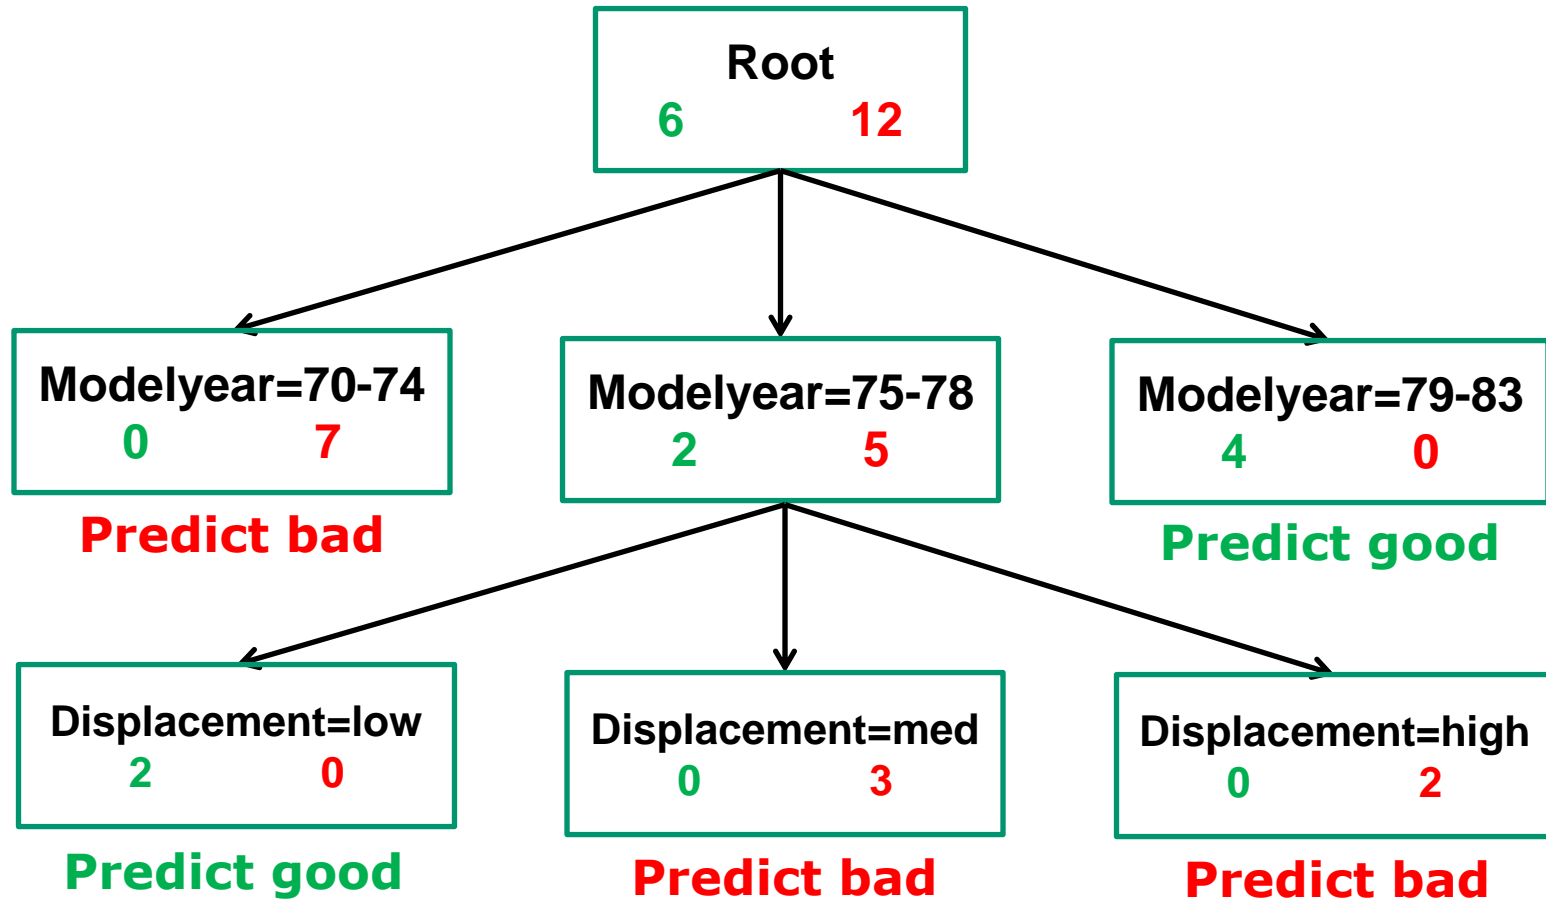 Root
6 12
Modelyear=70-74
0 7
Predict bad
Modelyear=75-78
2 5
Modelyear=79-83
4 0
Predict good
Displacement=low
2 0
Predict good
Displacement=med
0 3
Predict bad
Displacement=high
0 2
Predict bad